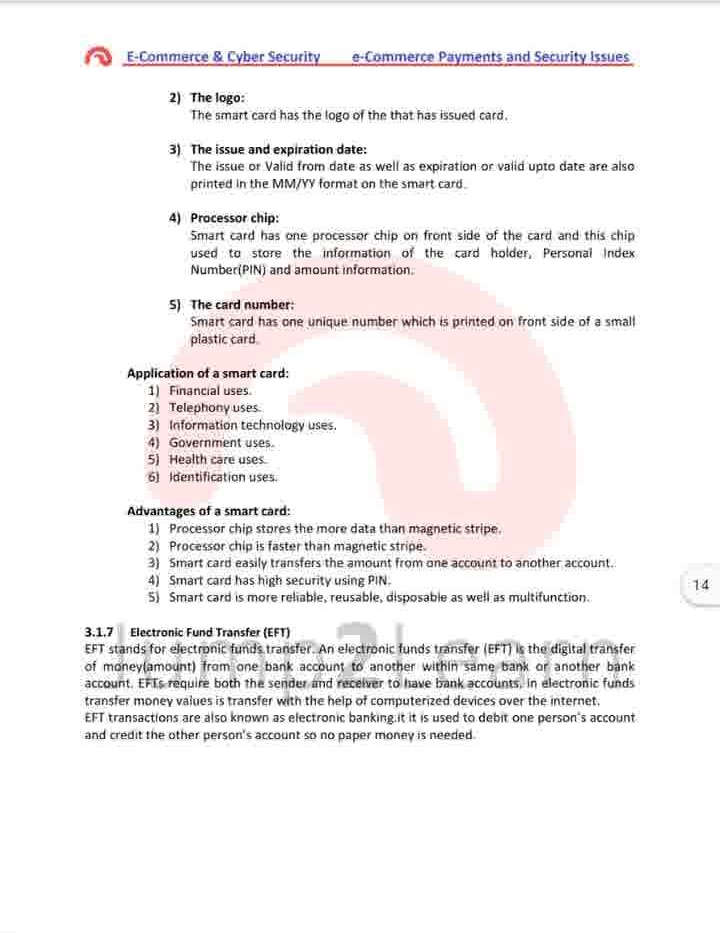 E-Commerce & Cyber Security e-Commerce Payments and Security Issues
2) The logo:
The smart card has the logo of the that has issued card.
3) The issue and expiration date:
The issue or Valid from date as well as expiration or valid upto date are also
printed in the MM/YY format on the smart card.
4) Processor chip:
Smart card has one processor chip on front side of the card and this chip
used to store the information of the card holder, Personal Index
Number(PIN) and amount information.
5) The card number:
Smart card has one unique number which is printed on front side of a small
plastic card.
Application of a smart card:
1) Financial uses.
2) Telephony uses.
3) Information technology uses.
4) Government uses.
5) Health care uses.
6) Identification uses.
Advantages of a smart card:
1) Processor chip stores the more data than magnetic stripe.
2) Processor chip is faster than magnetic stripe.
3) Smart card easily transfers the amount from one account to another account.
14
4) Smart card has high security using PIN.
5) Smart card is more reliable, reusable, disposable as well as multifunction.
3.1.7 Electronic Fund Transfer (EFT)
Jump2Learn
EFT stands for electronic funds transfer. An electronic funds transfer (EFT) is the digital transfer
of money(amount) from one bank account to another within same bank or another bank
account. EFTs require both the sender and receiver to have bank accounts, in electronic funds
transfer money values is transfer with the help of computerized devices over the internet.
EFT transactions are also known as electronic banking.it it is used to debit one person's account
and credit the other person's account so no paper money is needed.